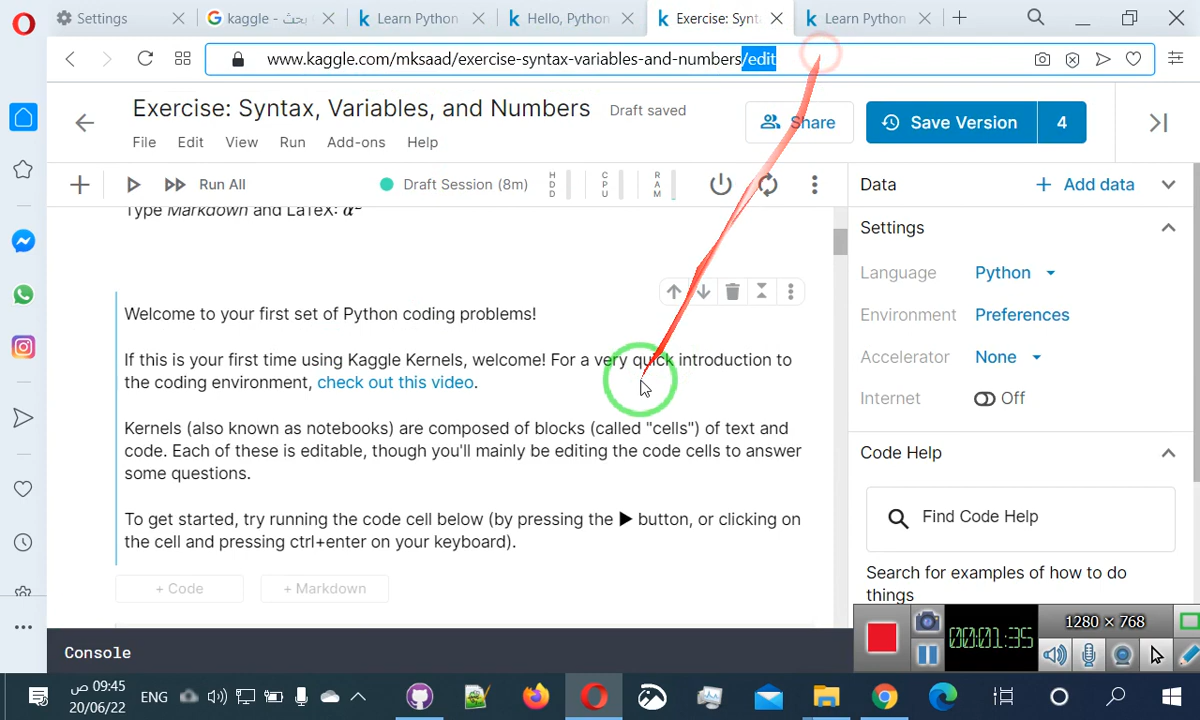 Settings
kaggle - بحث
Learn Python
Hello, Python
Exercise: Synt
Learn Python
www.kaggle.com/mksaad/exercise-syntax-variables-and-numbers/edit
Exercise: Syntax, Variables, and Numbers
Draft saved
Share
Save Version
4
File
Edit
View
Run
Add-ons
Help
Run All
Draft Session (8m)
HDD
CPU
RAM
Type Markdown and LaTeX:
Welcome to your first set of Python coding problems!
If this is your first time using Kaggle Kernels, welcome! For a very quick introduction to
the coding environment, check out this video.
Kernels (also known as notebooks) are composed of blocks (called "cells") of text and
code. Each of these is editable, though you'll mainly be editing the code cells to answer
some questions.
To get started, try running the code cell below (by pressing the ► button, or clicking on
the cell and pressing ctrl+enter on your keyboard).
+ Code
+ Markdown
Data
+ Add data
Settings
Language
Python
Environment
Preferences
Accelerator
None
Internet
Off
Code Help
Find Code Help
Search for examples of how to do
things
Console
1280 × 768
00:01:35
09:45 ص
20/06/22
ENG